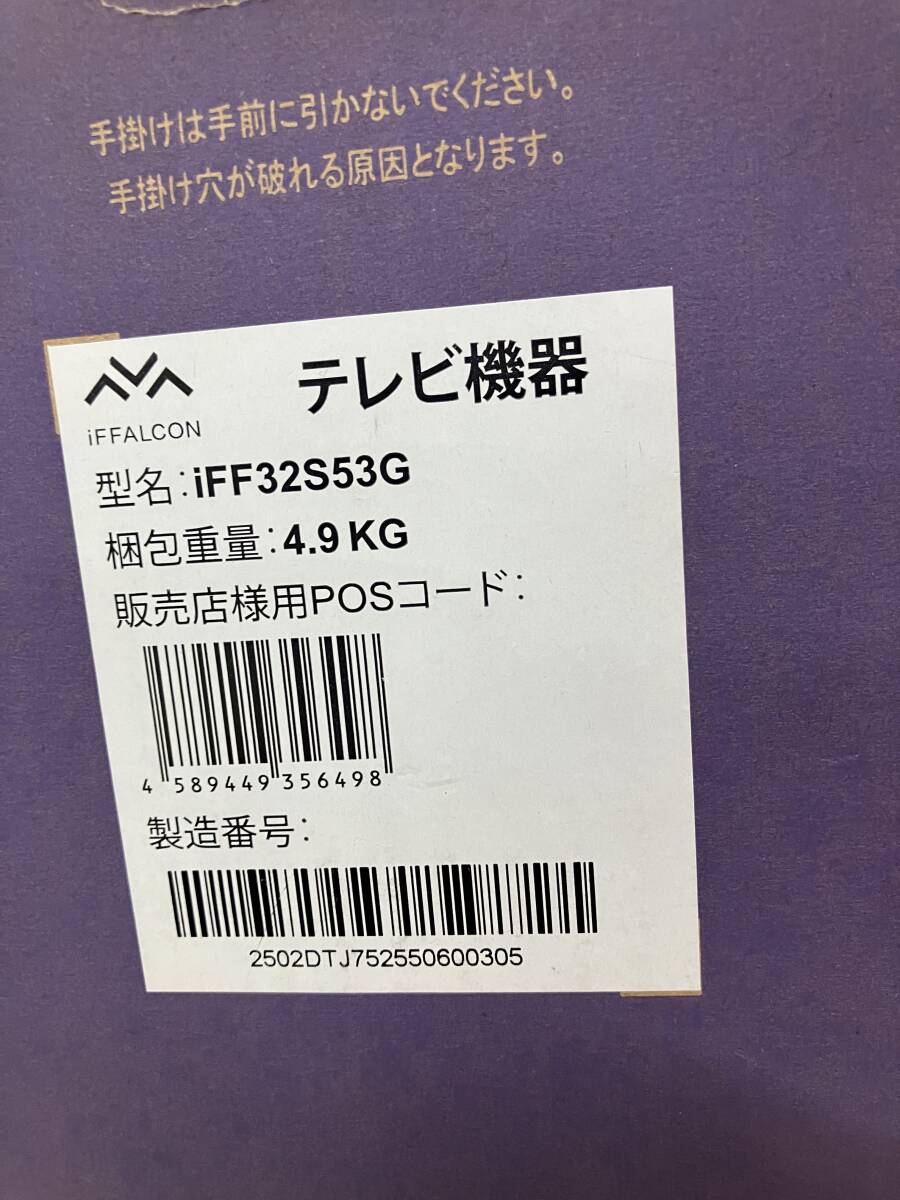 手掛けは手前に引かないでください。
手掛け穴が破れる原因となります。
iFFALCON
テレビ機器
型名:iFF32S53G
梱包重量:4.9 KG
販売店様用POSコード:
4 589449 356498
製造番号:
2502DTJ752550600305